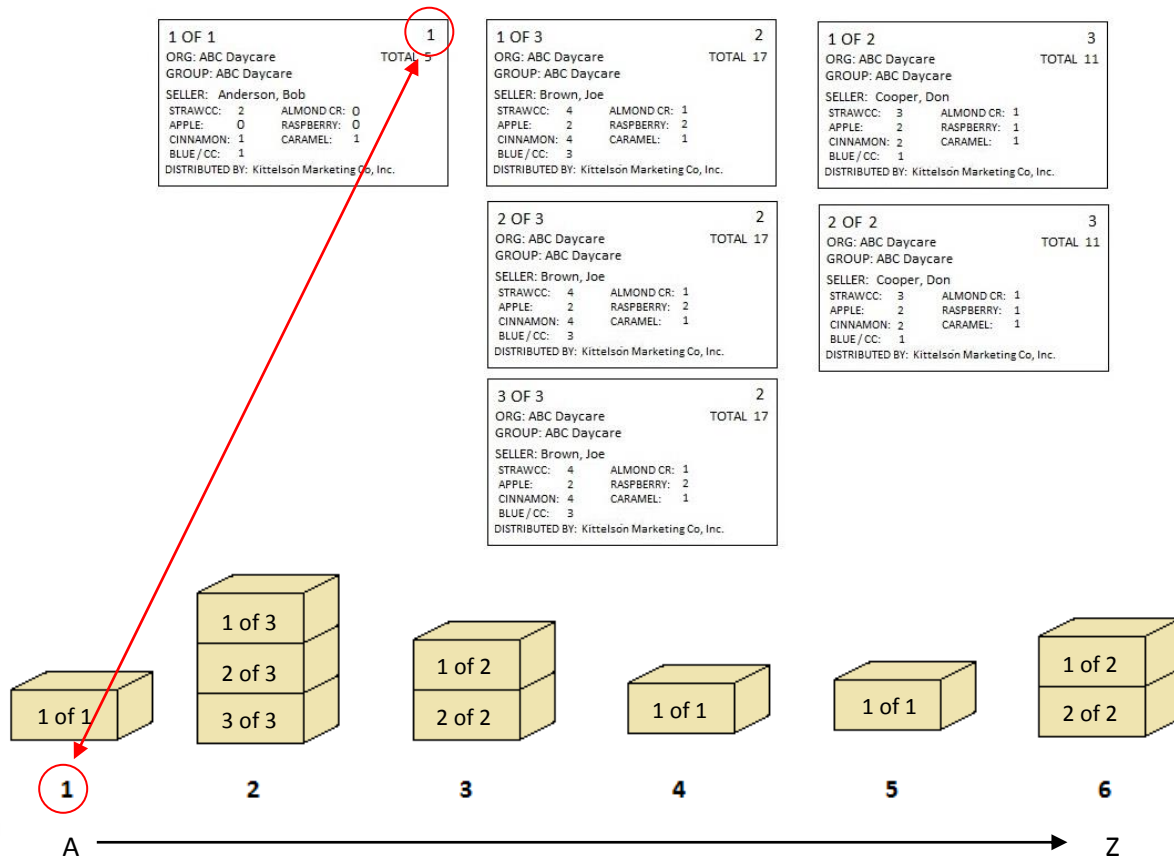 1 OF 1 1
ORG: ABC Daycare TOTAL 5
GROUP: ABC Daycare
SELLER: Anderson, Bob
STRAWCC: 2 ALMOND CR: 0
APPLE: 0 RASPBERRY: 0
CINNAMON: 1 CARAMEL: 1
BLUE / CC: 1
DISTRIBUTED BY: Kittelson Marketing Co, Inc.
1 OF 3 2
ORG: ABC Daycare TOTAL 17
GROUP: ABC Daycare
SELLER: Brown, Joe
STRAWCC: 4 ALMOND CR: 1
APPLE: 2 RASPBERRY: 2
CINNAMON: 4 CARAMEL: 1
BLUE / CC: 3
DISTRIBUTED BY: Kittelson Marketing Co, Inc.
1 OF 2 3
ORG: ABC Daycare TOTAL 11
GROUP: ABC Daycare
SELLER: Cooper, Don
STRAWCC: 3 ALMOND CR: 1
APPLE: 2 RASPBERRY: 1
CINNAMON: 2 CARAMEL: 1
BLUE / CC: 1
DISTRIBUTED BY: Kittelson Marketing Co, Inc.
2 OF 3 2
ORG: ABC Daycare TOTAL 17
GROUP: ABC Daycare
SELLER: Brown, Joe
STRAWCC: 4 ALMOND CR: 1
APPLE: 2 RASPBERRY: 2
CINNAMON: 4 CARAMEL: 1
BLUE / CC: 3
DISTRIBUTED BY: Kittelson Marketing Co, Inc.
2 OF 2 3
ORG: ABC Daycare TOTAL 11
GROUP: ABC Daycare
SELLER: Cooper, Don
STRAWCC: 3 ALMOND CR: 1
APPLE: 2 RASPBERRY: 1
CINNAMON: 2 CARAMEL: 1
BLUE / CC: 1
DISTRIBUTED BY: Kittelson Marketing Co, Inc.
3 OF 3 2
ORG: ABC Daycare TOTAL 17
GROUP: ABC Daycare
SELLER: Brown, Joe
STRAWCC: 4 ALMOND CR: 1
APPLE: 2 RASPBERRY: 2
CINNAMON: 4 CARAMEL: 1
BLUE / CC: 3
DISTRIBUTED BY: Kittelson Marketing Co, Inc.
1 of 1
1 of 3
2 of 3
3 of 3
1 of 2
2 of 2
1 of 1
1 of 1
1 of 2
2 of 2
1 2 3 4 5 6
A Z